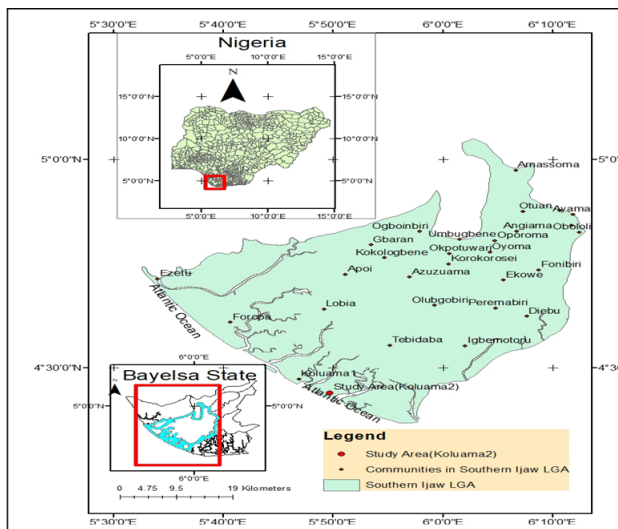 5°30'0"E 5°40'0"E 5°50'0"E 6°0'0"E 6°10'0"E
Nigeria
5°0'0"E 10°0'0"E 15°0'0"E
N
15°0'0"N 15°0'0"N
10°0'0"N 10°0'0"N
5°0'0"N 5°0'0"N
5°0'0"E 10°0'0"E 15°0'0"E
5°0'0"N 5°0'0"N
Amassoma
Otuan Ayama
Ogboinbiri Umbugbene Angiama Obololi
Gbaran Oporoma
Kokologbene Okpotuwari Oyoma
Korokorosei
Apoi Azuzuama Ekowe Fonibiri
Ezetu
Atlantic Ocean
Lobia Olubgobiri Peremabiri
Foropa Diebu
Tebidaba Igbemotoru
4°30'0"N 4°30'0"N
Koluama1
Study Area(Koluama2)
Atlantic Ocean
6°0'0"E
Bayelsa State
N
5°0'0"N 5°0'0"N
6°0'0"E
0 4.75 9.5 19 Kilometers
Legend
Study Area(Koluama2)
Communities in Southern Ijaw LGA
Southern Ijaw LGA
5°30'0"E 5°40'0"E 5°50'0"E 6°0'0"E 6°10'0"E